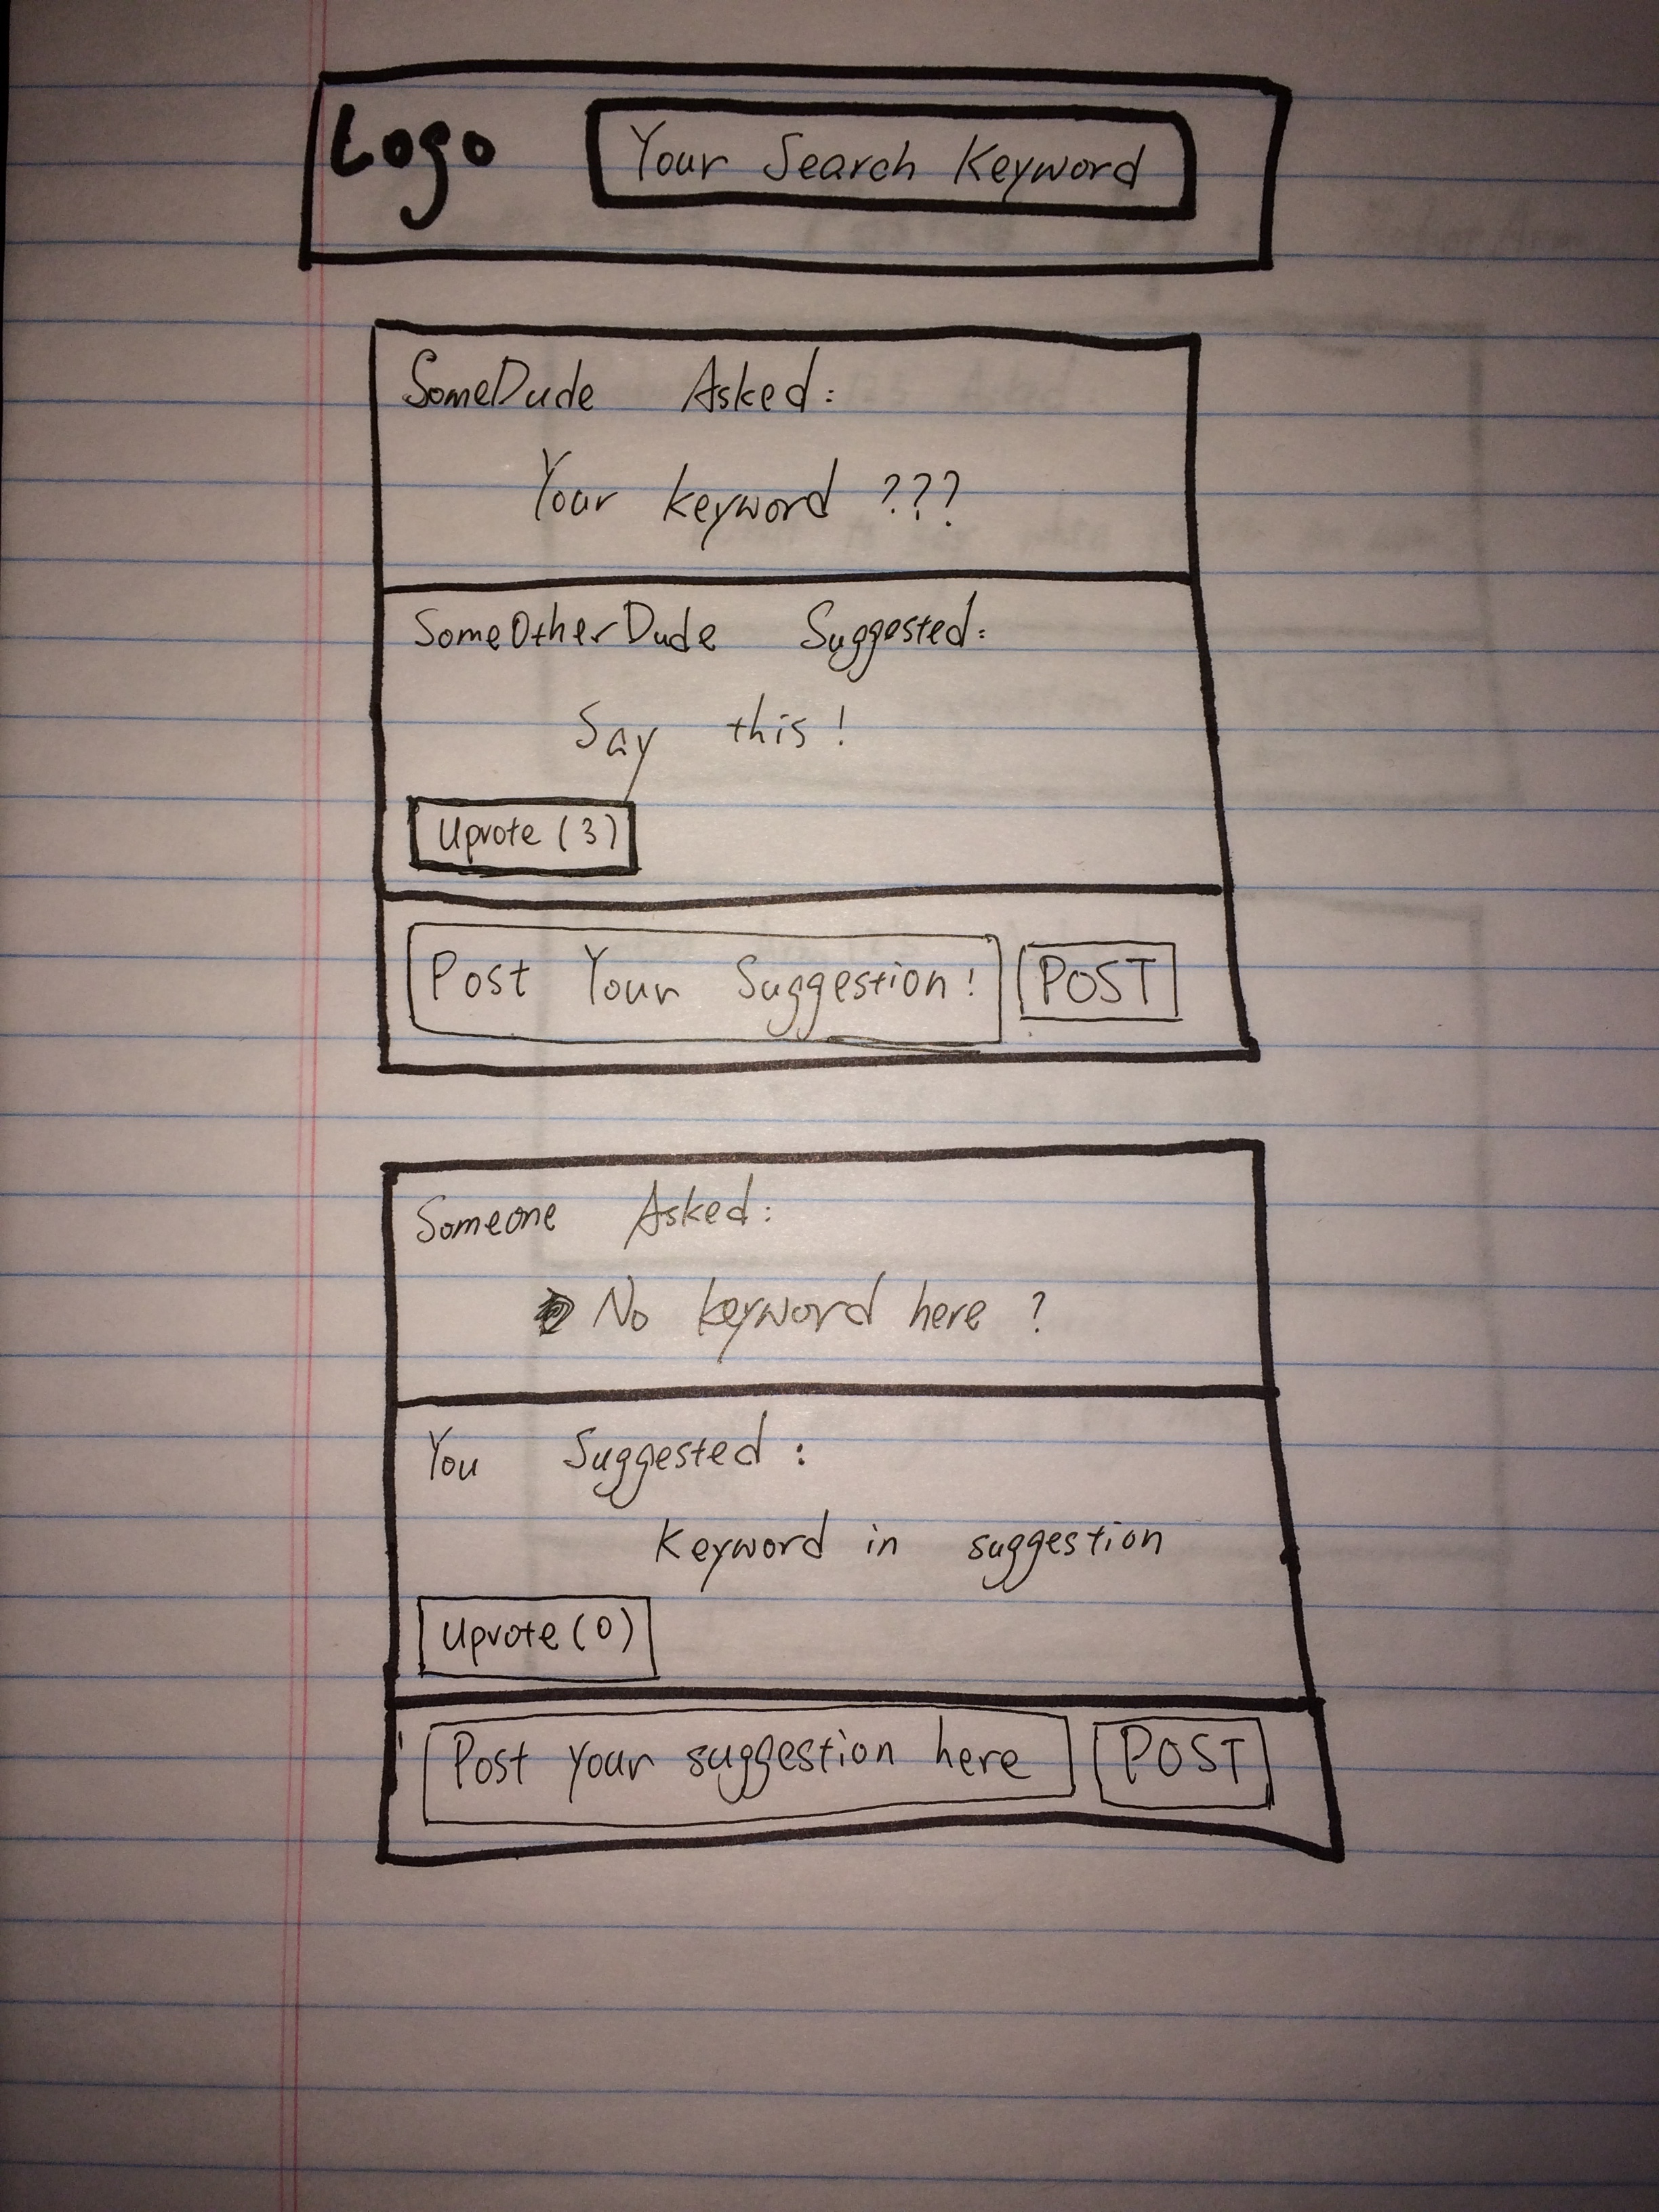 Logo
Your Search Keyword
SomeDude Asked:
Your keyword ???
SomeOtherDude Suggested:
Say this!
Upvote (3)
Post Your Suggestion!
POST
Someone Asked:
No keyword here ?
You Suggested:
Keyword in suggestion
Upvote (0)
Post your suggestion here
POST